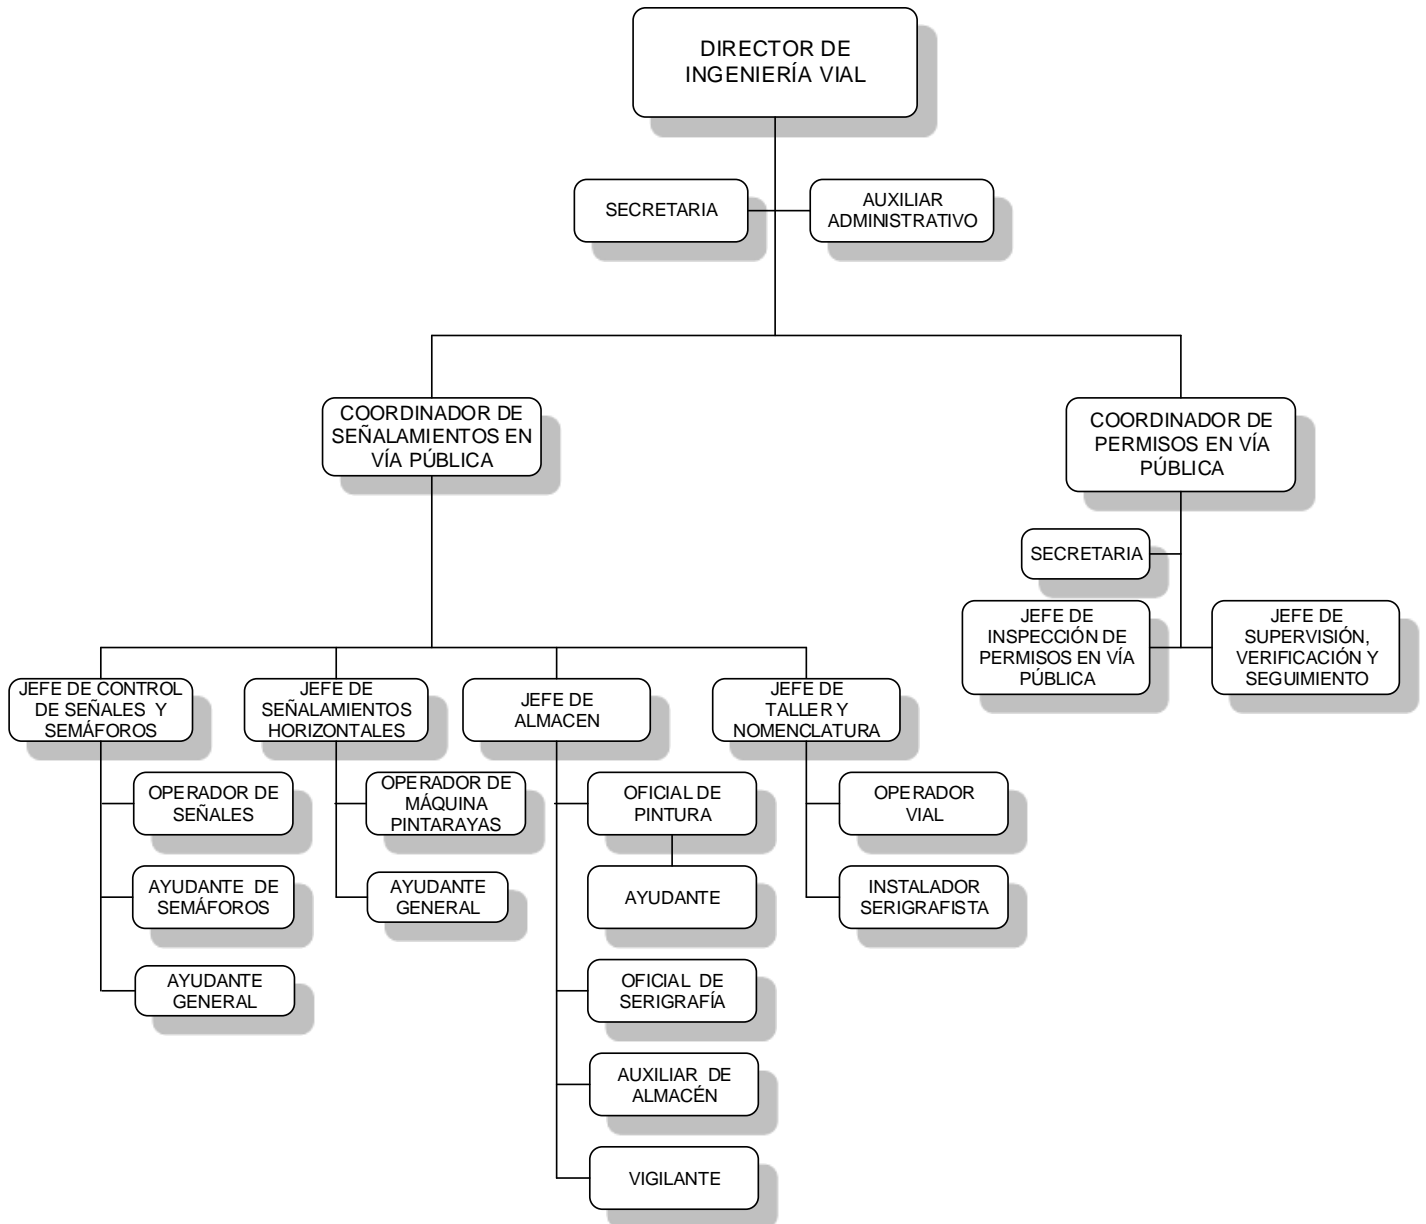 DIRECTOR DE
INGENIERÍA VIAL
SECRETARIA
AUXILIAR
ADMINISTRATIVO
COORDINADOR DE
SEÑALAMIENTOS EN
VÍA PÚBLICA
COORDINADOR DE
PERMISOS EN VÍA
PÚBLICA
SECRETARIA
JEFE DE
INSPECCIÓN DE
PERMISOS EN VÍA
PÚBLICA
JEFE DE
SUPERVISIÓN,
VERIFICACIÓN Y
SEGUIMIENTO
JEFE DE CONTROL
DE SEÑALES Y
SEMÁFOROS
OPERADOR DE
SEÑALES
AYUDANTE DE
SEMÁFOROS
AYUDANTE
GENERAL
JEFE DE
SEÑALAMIENTOS
HORIZONTALES
OPERADOR DE
MÁQUINA
PINTARAYAS
AYUDANTE
GENERAL
JEFE DE
ALMACEN
OFICIAL DE
PINTURA
AYUDANTE
OFICIAL DE
SERIGRAFÍA
AUXILIAR DE
ALMACÉN
VIGILANTE
JEFE DE
TALLER Y
NOMENCLATURA
OPERADOR
VIAL
INSTALADOR
SERIGRAFISTA